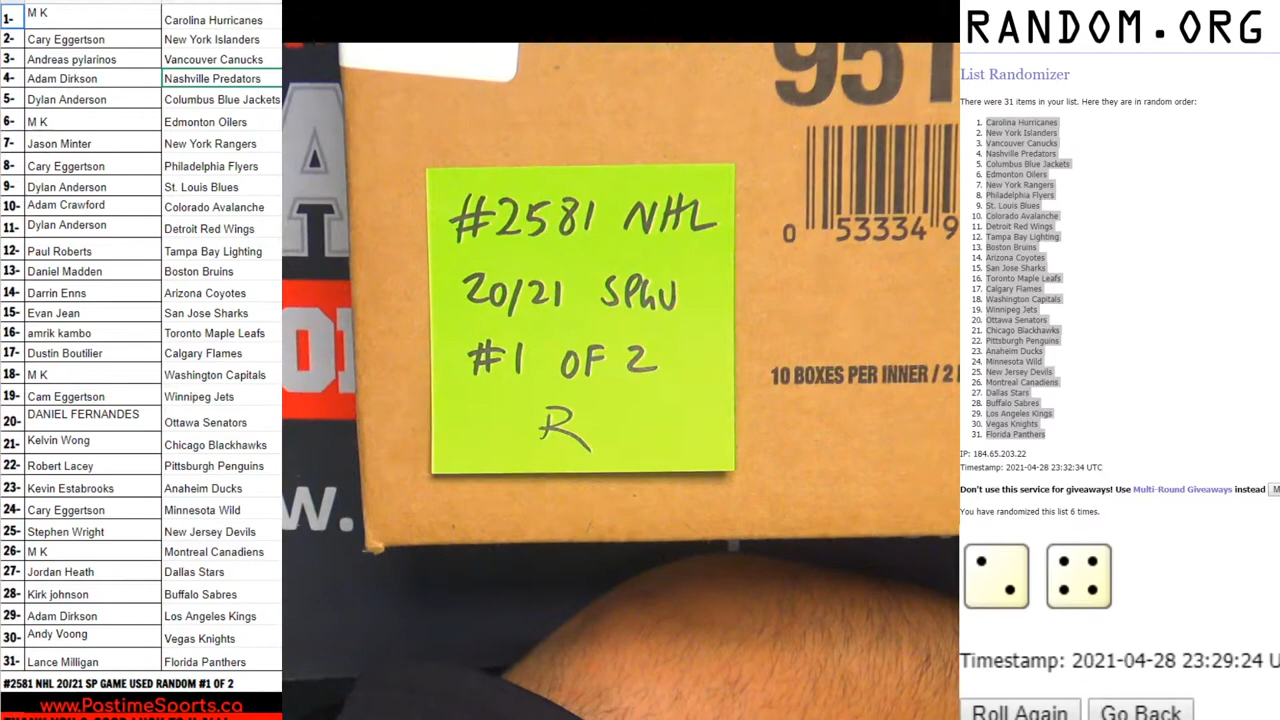 1- M K Carolina Hurricanes
2- Cary Eggertson New York Islanders
3- Andreas pylarinos Vancouver Canucks
4- Adam Dirkson Nashville Predators
5- Dylan Anderson Columbus Blue Jackets
6- M K Edmonton Oilers
7- Jason Minter New York Rangers
8- Cary Eggertson Philadelphia Flyers
9- Dylan Anderson St. Louis Blues
10- Adam Crawford Colorado Avalanche
11- Dylan Anderson Detroit Red Wings
12- Paul Roberts Tampa Bay Lighting
13- Daniel Madden Boston Bruins
14- Darrin Enns Arizona Coyotes
15- Evan Jean San Jose Sharks
16- amrik kambo Toronto Maple Leafs
17- Dustin Boutilier Calgary Flames
18- M K Washington Capitals
19- Cam Eggertson Winnipeg Jets
20- DANIEL FERNANDES Ottawa Senators
21- Kelvin Wong Chicago Blackhawks
22- Robert Lacey Pittsburgh Penguins
23- Kevin Estabrooks Anaheim Ducks
24- Cary Eggertson Minnesota Wild
25- Stephen Wright New Jersey Devils
26- M K Montreal Canadiens
27- Jordan Heath Dallas Stars
28- Kirk johnson Buffalo Sabres
29- Adam Dirkson Los Angeles Kings
30- Andy Voong Vegas Knights
31- Lance Milligan Florida Panthers
#2581 NHL 20/21 SP GAME USED RANDOM #1 OF 2
www.PastimeSports.ca
951
0 53334 9
10 BOXES PER INNER / 2
#2581 NHL
20/21 SPGU
#1 OF 2
R
w.
RANDOM.ORG
List Randomizer
There were 31 items in your list. Here they are in random order:
1. Carolina Hurricanes
2. New York Islanders
3. Vancouver Canucks
4. Nashville Predators
5. Columbus Blue Jackets
6. Edmonton Oilers
7. New York Rangers
8. Philadelphia Flyers
9. St. Louis Blues
10. Colorado Avalanche
11. Detroit Red Wings
12. Tampa Bay Lighting
13. Boston Bruins
14. Arizona Coyotes
15. San Jose Sharks
16. Toronto Maple Leafs
17. Calgary Flames
18. Washington Capitals
19. Winnipeg Jets
20. Ottawa Senators
21. Chicago Blackhawks
22. Pittsburgh Penguins
23. Anaheim Ducks
24. Minnesota Wild
25. New Jersey Devils
26. Montreal Canadiens
27. Dallas Stars
28. Buffalo Sabres
29. Los Angeles Kings
30. Vegas Knights
31. Florida Panthers
IP: 184.65.203.22
Timestamp: 2021-04-28 23:32:34 UTC
Don't use this service for giveaways! Use Multi-Round Giveaways instead
You have randomized this list 6 times.
Timestamp: 2021-04-28 23:29:24 U
Roll Again Go Back